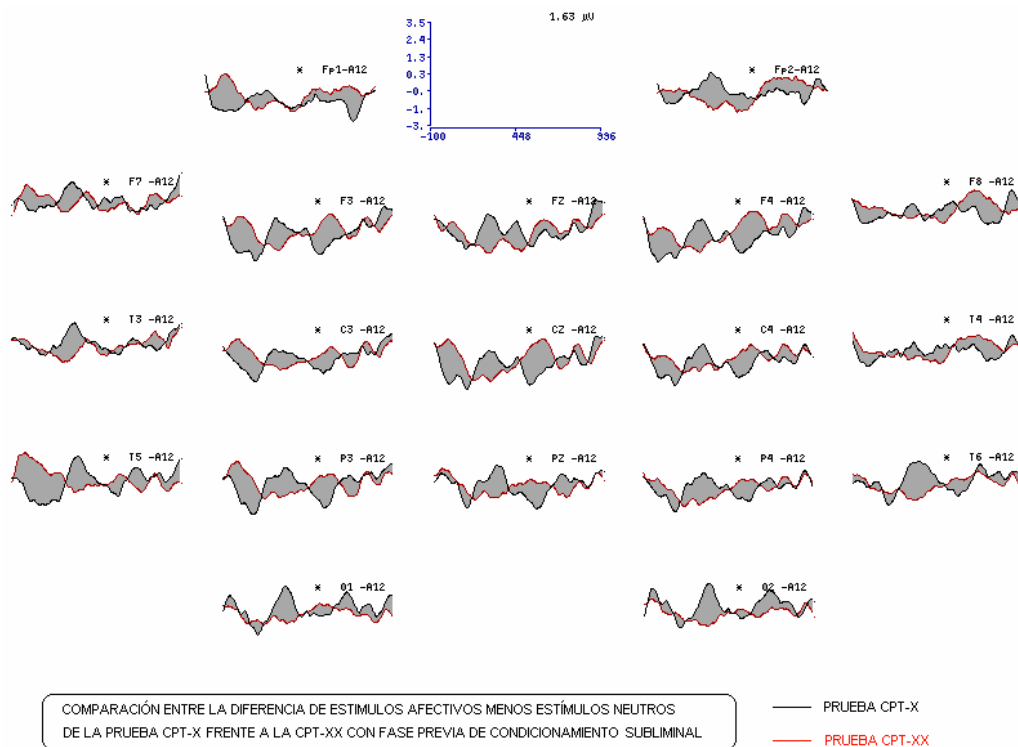 1.63 µV
3.5
2.4
1.3
0.3
-0.
-1.
-3.
-100 448 996
* Fp1-A12
* Fp2-A12
* F7 -A12
* F3 -A12
* FZ -A12
* F4 -A12
* F8 -A12
* T3 -A12
* C3 -A12
* CZ -A12
* C4 -A12
* T4 -A12
* T5 -A12
* P3 -A12
* PZ -A12
* P4 -A12
* T6 -A12
* O1 -A12
* O2 -A12
COMPARACIÓN ENTRE LA DIFERENCIA DE ESTIMULOS AFECTIVOS MENOS ESTÍMULOS NEUTROS
DE LA PRUEBA CPT-X FRENTE A LA CPT-XX CON FASE PREVIA DE CONDICIONAMIENTO SUBLIMINAL
PRUEBA CPT-X
PRUEBA CPT-XX